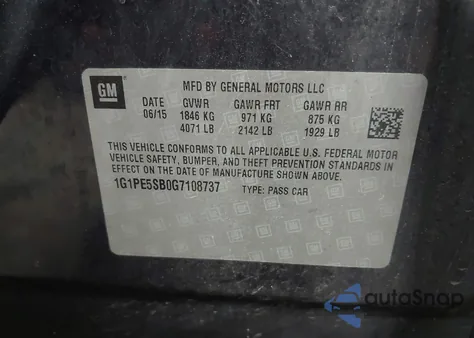 GM
MFD BY GENERAL MOTORS LLC
DATE GVWR GAWR FRT GAWR RR
06/15 1846 KG 971 KG 875 KG
4071 LB 2142 LB 1929 LB
THIS VEHICLE CONFORMS TO ALL APPLICABLE U.S. FEDERAL MOTOR
VEHICLE SAFETY, BUMPER, AND THEFT PREVENTION STANDARDS IN
EFFECT ON THE DATE OF MANUFACTURE SHOWN ABOVE.
1G1PE5SB0G7108737 TYPE: PASS CAR
autoSnap